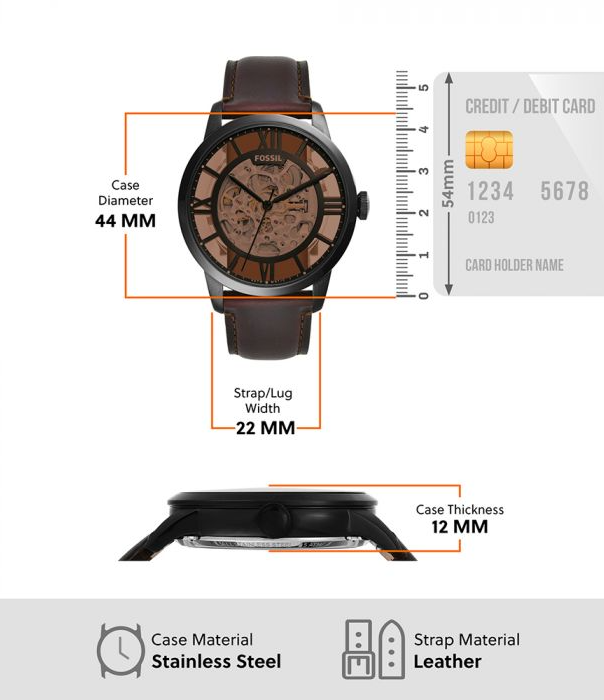 FOSSIL
Case
Diameter
44 MM
5
4
3
2
1
0
54mm
CREDIT / DEBIT CARD
1234 5678
0123
CARD HOLDER NAME
Strap/Lug
Width
22 MM
Case Thickness
12 MM
Case Material
Stainless Steel
Strap Material
Leather